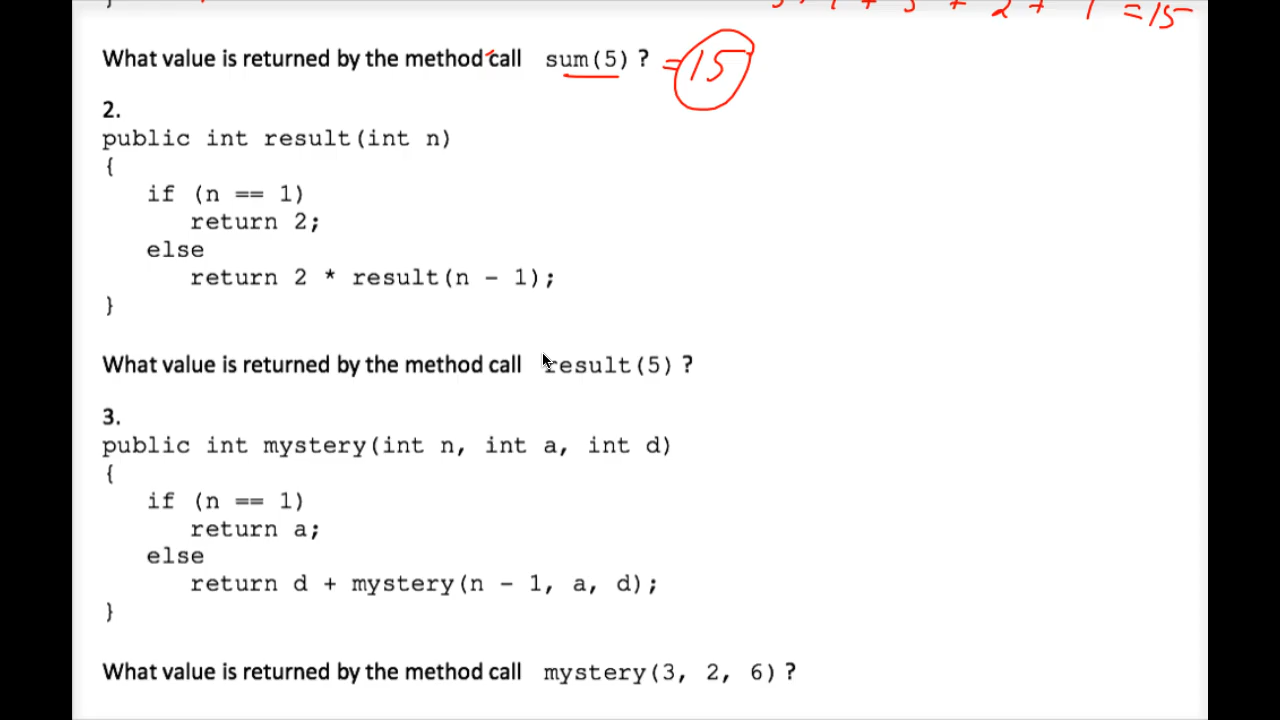 }
+ 2 + 1 = 15
What value is returned by the method call sum(5) ? = 15
2.
public int result(int n)
{
if (n == 1)
return 2;
else
return 2 * result(n - 1);
}
What value is returned by the method call result(5) ?
3.
public int mystery(int n, int a, int d)
{
if (n == 1)
return a;
else
return d + mystery(n - 1, a, d);
}
What value is returned by the method call mystery(3, 2, 6) ?